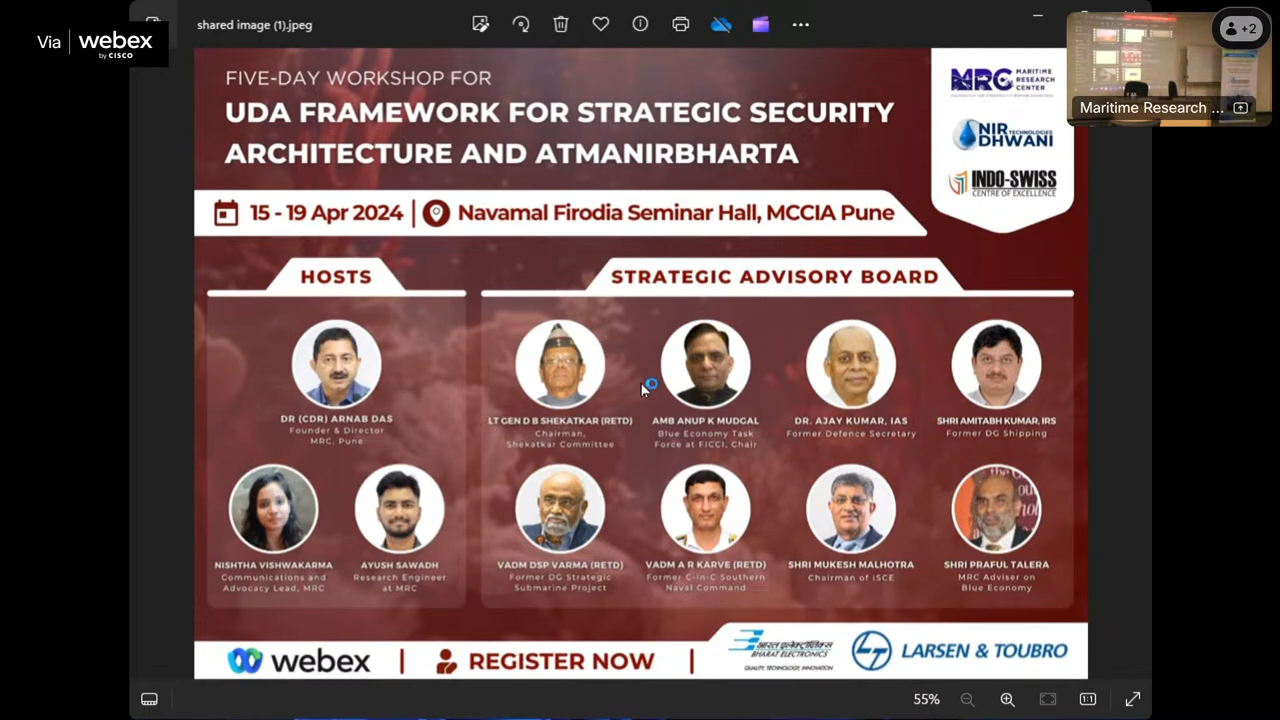 shared image (1).jpeg
Via webex
by CISCO
+2
Maritime Research ...
FIVE-DAY WORKSHOP FOR
UDA FRAMEWORK FOR STRATEGIC SECURITY
ARCHITECTURE AND ATMANIRBHARTA
MRC MARITIME
RESEARCH
CENTER
NIR TECHNOLOGIES
DHWANI
INDO-SWISS
CENTRE OF EXCELLENCE
15 - 19 Apr 2024 | Navamal Firodia Seminar Hall, MCCIA Pune
HOSTS
DR (CDR) ARNAB DAS
Founder & Director
MRC, Pune
NISHTHA VISHWAKARMA
Communications and
Advocacy Lead, MRC
AYUSH SAWADH
Research Engineer
at MRC
STRATEGIC ADVISORY BOARD
LT GEN D B SHEKATKAR (RETD)
Chairman,
Shekatkar Committee
AMB ANUP K MUDGAL
Blue Economy Task
Force at FICCI, Chair
DR. AJAY KUMAR, IAS
Former Defence Secretary
SHRI AMITABH KUMAR, IRS
Former DG Shipping
VADM DSP VARMA (RETD)
Former DG Strategic
Submarine Project
VADM A R KARVE (RETD)
Former C-in-C Southern
Naval Command
SHRI MUKESH MALHOTRA
Chairman of ISCE
SHRI PRAFUL TALERA
MRC Adviser on
Blue Economy
webex | REGISTER NOW |
BHARAT ELECTRONICS
QUALITY, TECHNOLOGY, INNOVATION
LARSEN & TOUBRO
55%
1:1